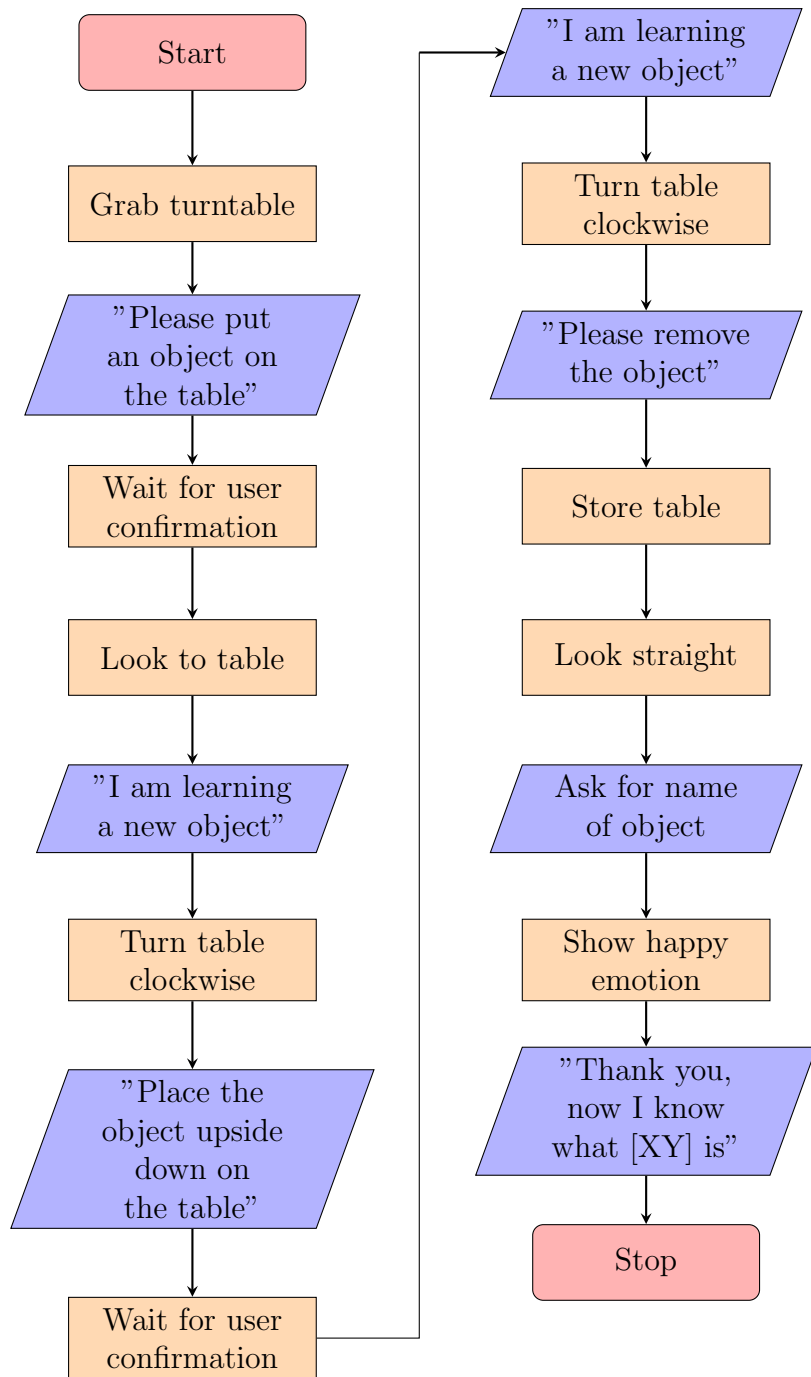 Start
Grab turntable
”Please put
an object on
the table”
Wait for user
confirmation
Look to table
”I am learning
a new object”
Turn table
clockwise
”Place the
object upside
down on
the table”
Wait for user
confirmation
”I am learning
a new object”
Turn table
clockwise
”Please remove
the object”
Store table
Look straight
Ask for name
of object
Show happy
emotion
”Thank you,
now I know
what [XY] is”
Stop